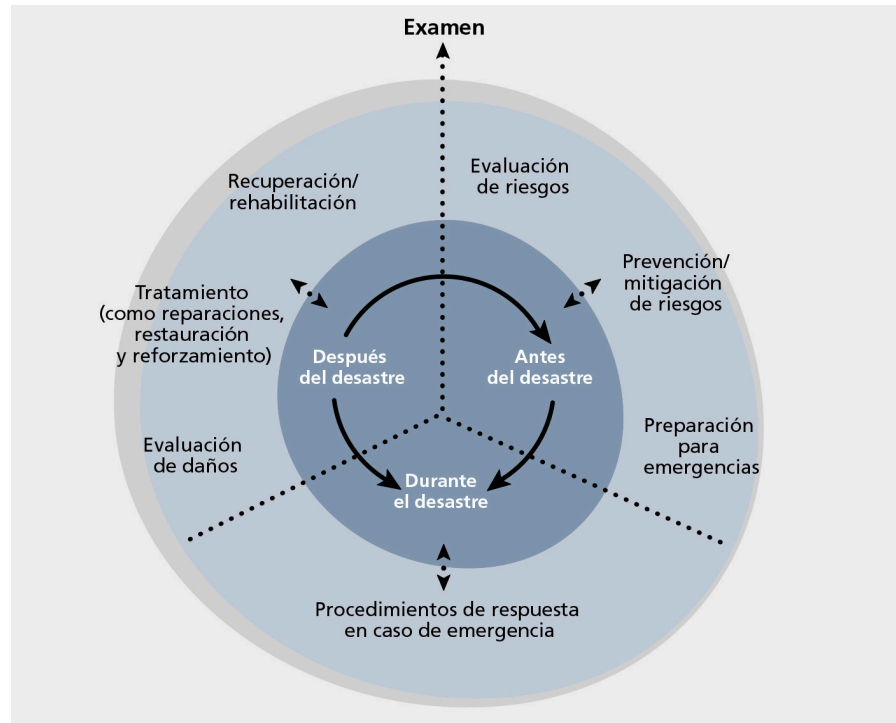 Examen
Evaluación
de riesgos
Recuperación/
rehabilitación
Prevención/
mitigación
de riesgos
Tratamiento
(como reparaciones,
restauración
y reforzamiento)
Después
del desastre
Antes
del desastre
Preparación
para
emergencias
Evaluación
de daños
Durante
el desastre
Procedimientos de respuesta
en caso de emergencia